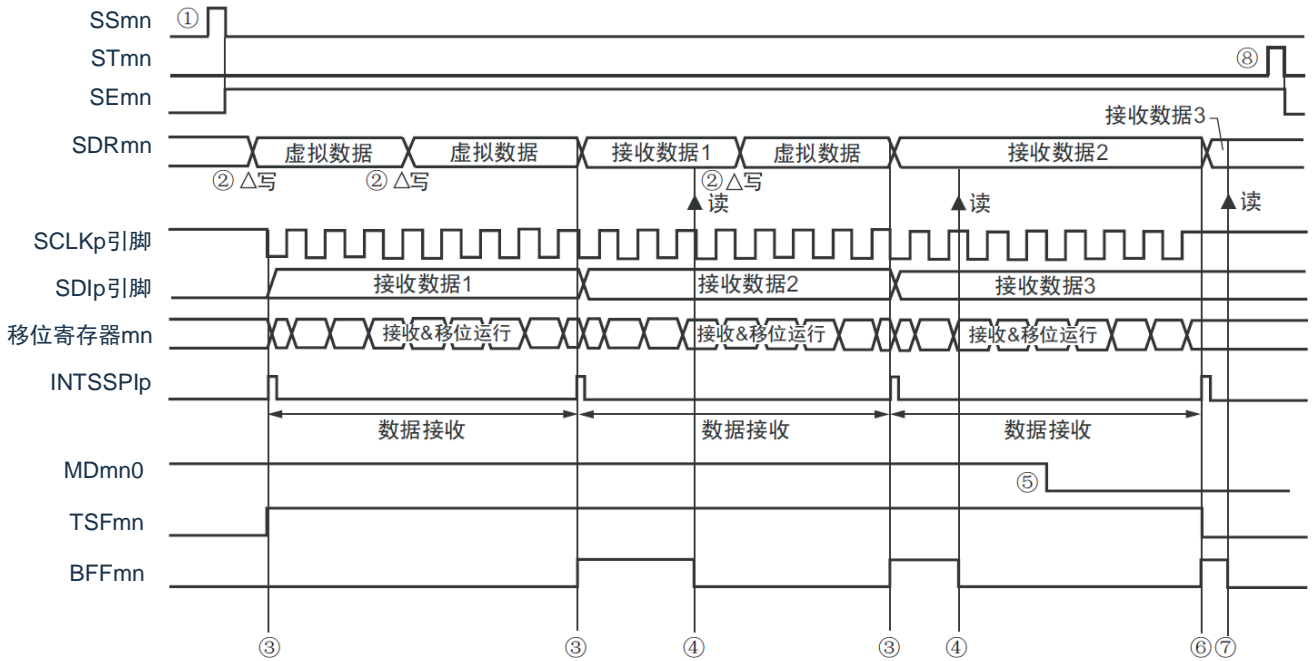 SSmn ①
STmn ⑧
SEmn
接收数据3
SDRmn 虚拟数据 虚拟数据 接收数据1 虚拟数据 接收数据2
② △写 ② △写 ② △写
▲读 ▲读 ▲读
SCLKp引脚
SDIp引脚 接收数据1 接收数据2 接收数据3
移位寄存器mn 接收&移位运行 接收&移位运行 接收&移位运行
INTSSPIp
数据接收 数据接收 数据接收
MDmn0 ⑤
TSFmn
BFFmn
③ ③ ④ ③ ④ ⑥ ⑦